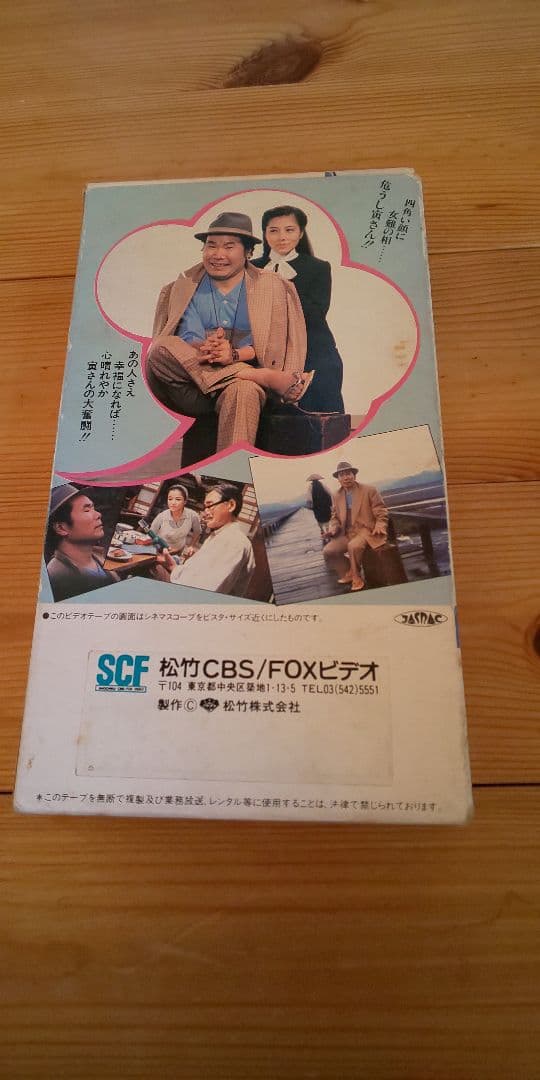 四角い顔に
女難の相……
危うし寅さん!!
あの人さえ
幸福になれば……
心晴れやか
寅さんの大奮闘!!
●このビデオテープの画面はシネマスコープをビスタ・サイズ近くにしたものです。
JASRAC
SCF
SHOCHIKU CBS/FOX VIDEO
松竹CBS/FOXビデオ
〒104 東京都中央区築地1-13-5 TEL03(542)5551
製作Ⓒ 松竹株式会社
*このテープを無断で複製及び業務放送、レンタル等に使用することは、法律で禁じられております。